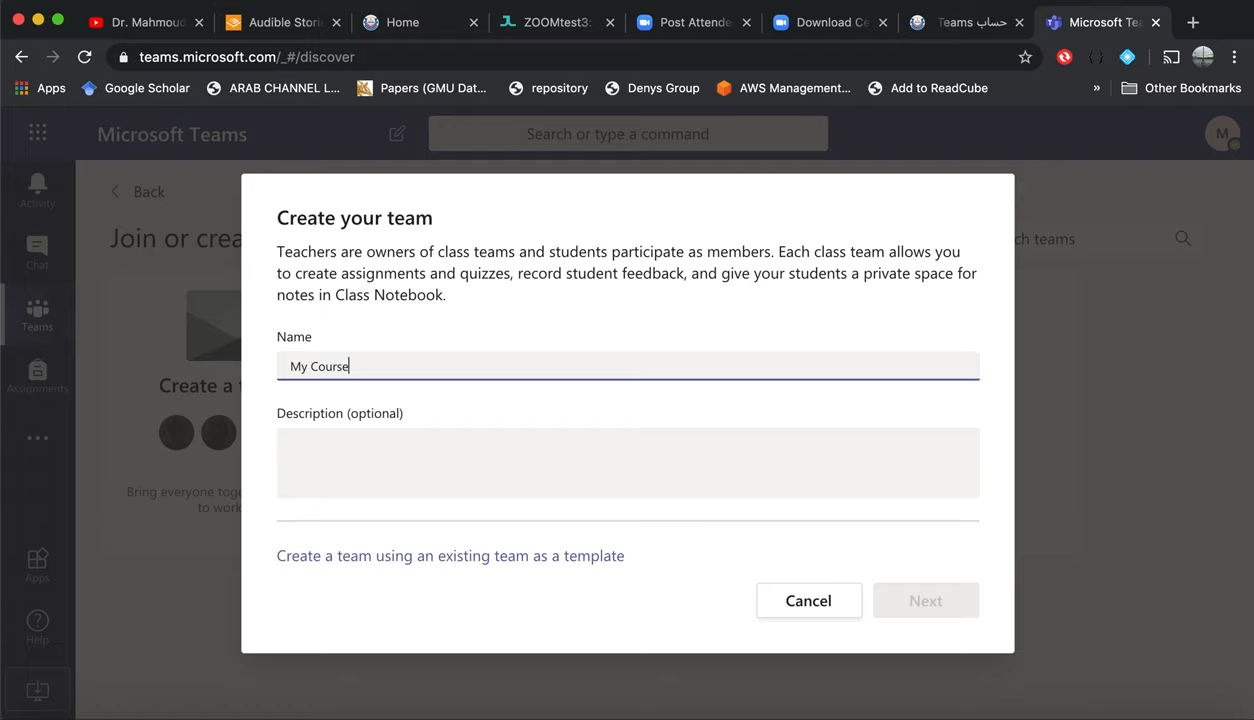 Dr. Mahmoud
Audible Stori
Home
ZOOMtest3:
Post Attende
Download Ce
حساب Teams
Microsoft Tea
teams.microsoft.com/_#/discover
Apps
Google Scholar
ARAB CHANNEL L...
Papers (GMU Dat...
repository
Denys Group
AWS Management...
Add to ReadCube
»
Other Bookmarks
Microsoft Teams
Search or type a command
M
Activity
Chat
Teams
Assignments
Apps
Help
Back
Join or crea
ch teams
Create a t
Bring everyone toge
to work
Create your team
Teachers are owners of class teams and students participate as members. Each class team allows you
to create assignments and quizzes, record student feedback, and give your students a private space for
notes in Class Notebook.
Name
My Course
Description (optional)
Create a team using an existing team as a template
Cancel
Next